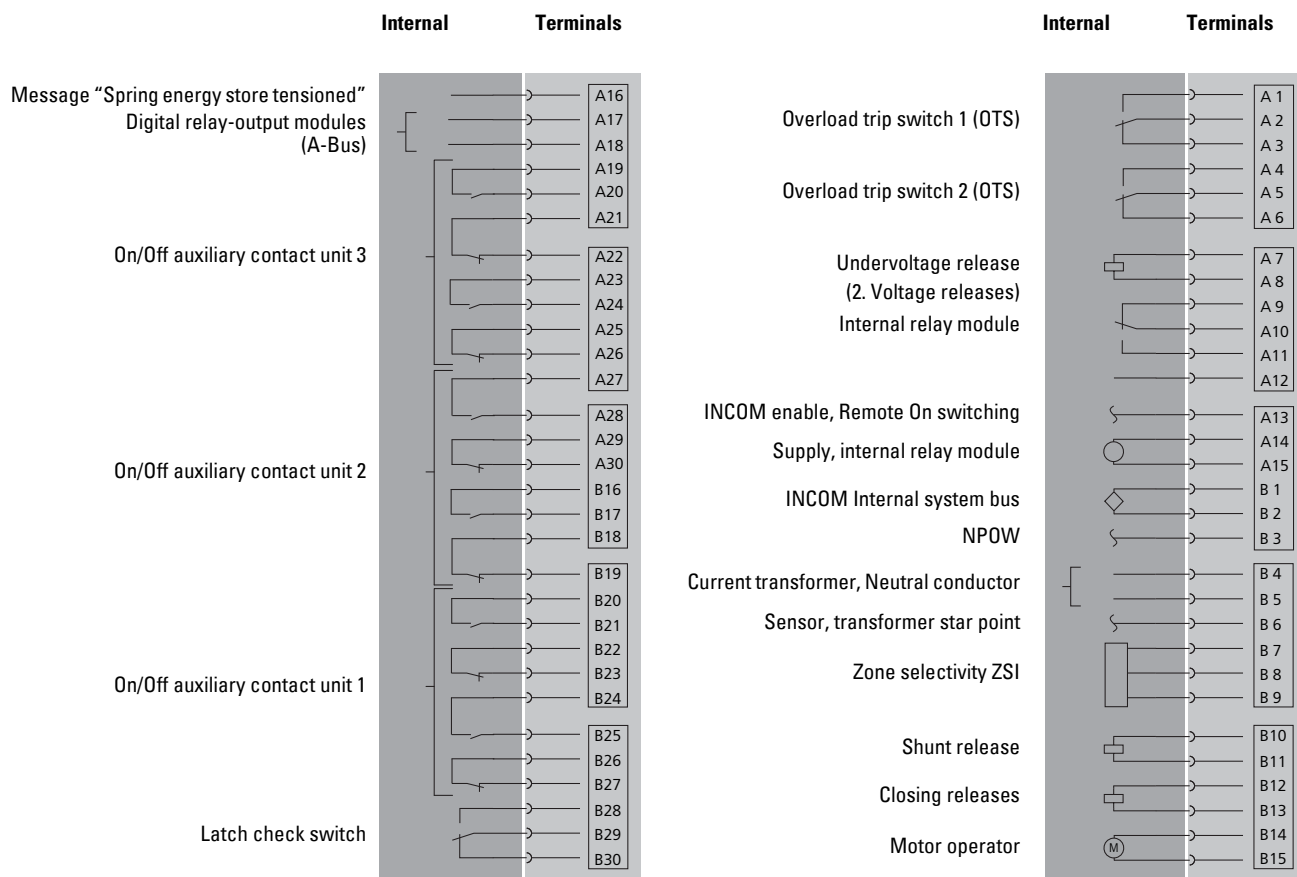 Internal Terminals
Message “Spring energy store tensioned”
Digital relay-output modules
(A-Bus)
On/Off auxiliary contact unit 3
On/Off auxiliary contact unit 2
On/Off auxiliary contact unit 1
Latch check switch
A16
A17
A18
A19
A20
A21
A22
A23
A24
A25
A26
A27
A28
A29
A30
B16
B17
B18
B19
B20
B21
B22
B23
B24
B25
B26
B27
B28
B29
B30
Internal Terminals
Overload trip switch 1 (OTS)
Overload trip switch 2 (OTS)
Undervoltage release
(2. Voltage releases)
Internal relay module
INCOM enable, Remote On switching
Supply, internal relay module
INCOM Internal system bus
NPOW
Current transformer, Neutral conductor
Sensor, transformer star point
Zone selectivity ZSI
Shunt release
Closing releases
Motor operator
M
A 1
A 2
A 3
A 4
A 5
A 6
A 7
A 8
A 9
A10
A11
A12
A13
A14
A15
B 1
B 2
B 3
B 4
B 5
B 6
B 7
B 8
B 9
B10
B11
B12
B13
B14
B15